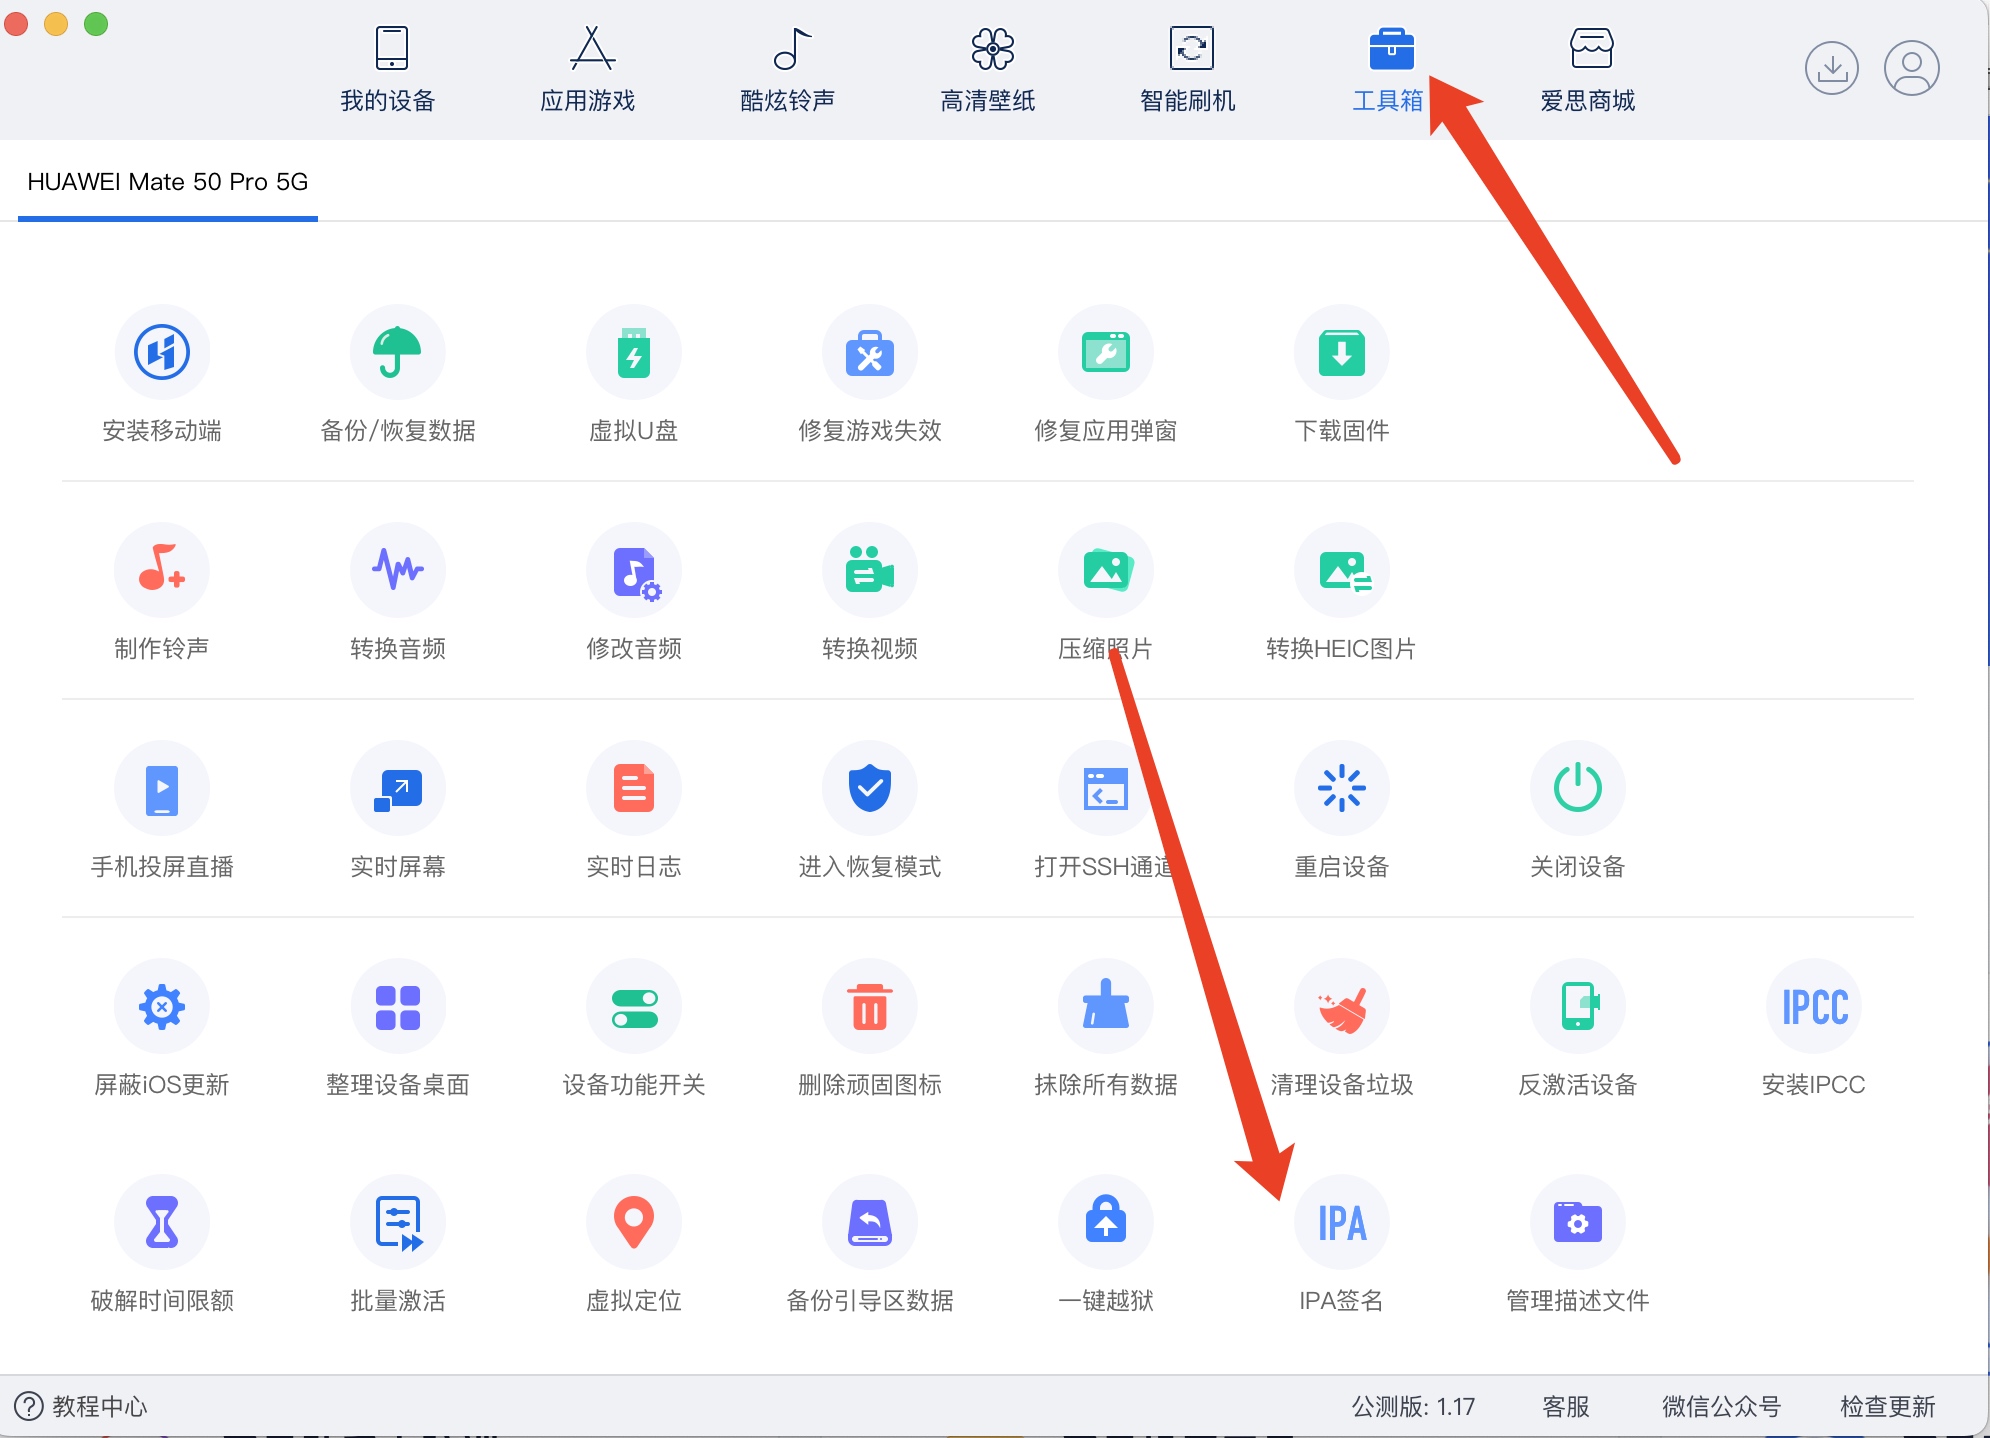 我的设备 应用游戏 酷炫铃声 高清壁纸 智能刷机 工具箱 爱思商城
HUAWEI Mate 50 Pro 5G
安装移动端 备份/恢复数据 虚拟U盘 修复游戏失效 修复应用弹窗 下载固件
制作铃声 转换音频 修改音频 转换视频 压缩照片 转换HEIC图片
手机投屏直播 实时屏幕 实时日志 进入恢复模式 打开SSH通道 重启设备 关闭设备
IPCC
屏蔽iOS更新 整理设备桌面 设备功能开关 删除顽固图标 抹除所有数据 清理设备垃圾 反激活设备 安装IPCC
IPA
破解时间限额 批量激活 虚拟定位 备份引导区数据 一键越狱 IPA签名 管理描述文件
教程中心 公测版: 1.17 客服 微信公众号 检查更新